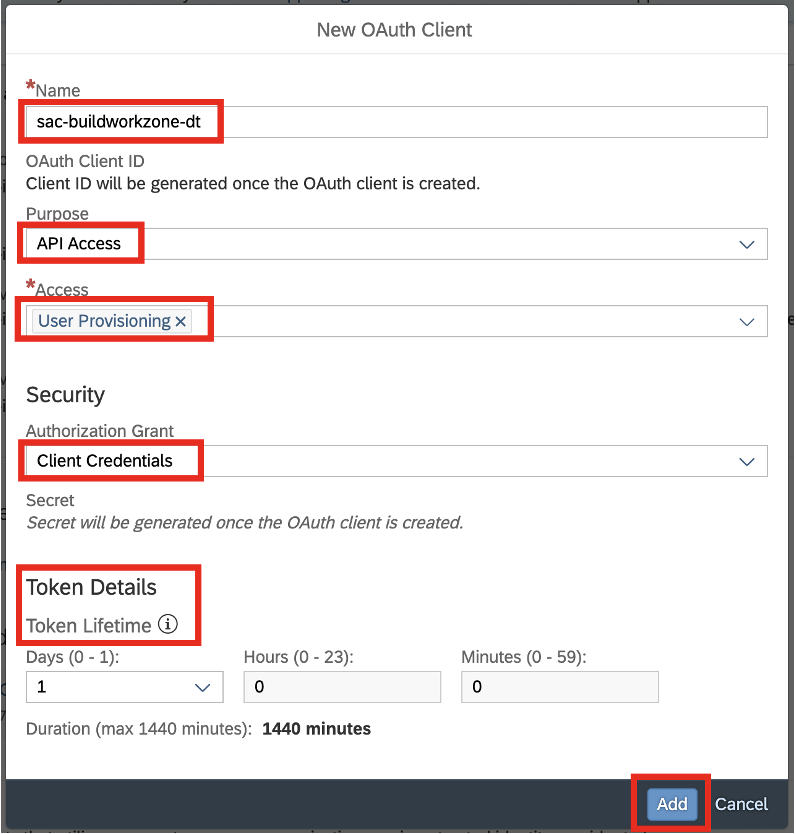 New OAuth Client
*Name
sac-buildworkzone-dt
OAuth Client ID
Client ID will be generated once the OAuth client is created.
Purpose
API Access
*Access
User Provisioning ×
Security
Authorization Grant
Client Credentials
Secret
Secret will be generated once the OAuth client is created.
Token Details
Token Lifetime
Days (0 - 1): Hours (0 - 23): Minutes (0 - 59):
1 0 0
Duration (max 1440 minutes): 1440 minutes
Add Cancel